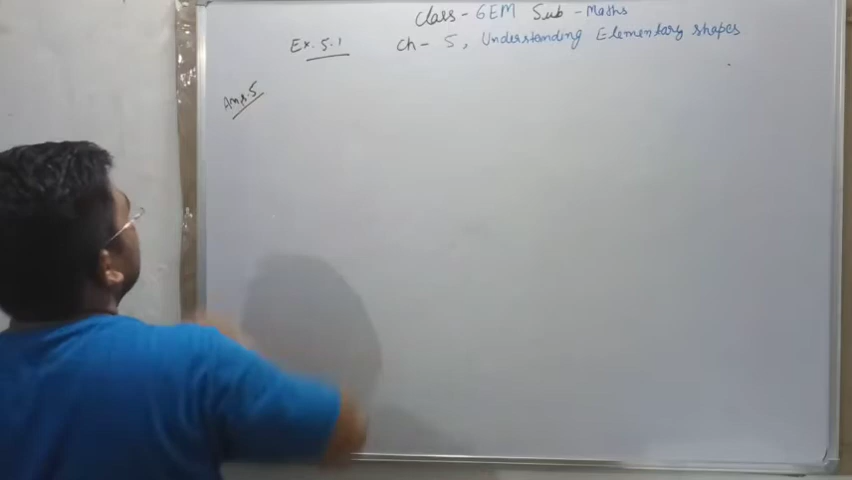 Class - 6EM Sub - Maths
Ex. 5.1 Ch - 5, Understanding Elementary shapes
Ans. 5